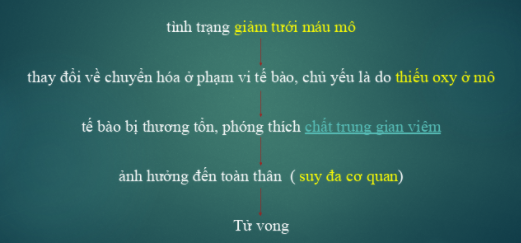 tình trạng giảm tưới máu mô
thay đổi về chuyển hóa ở phạm vi tế bào, chủ yếu là do thiếu oxy ở mô
tế bào bị thương tổn, phóng thích chất trung gian viêm
ảnh hưởng đến toàn thân ( suy đa cơ quan)
Tử vong